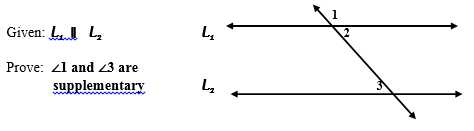 Given: L₁ ∥ L₂
Prove: ∠1 and ∠3 are
supplementary
L₁
1
2
L₂
3